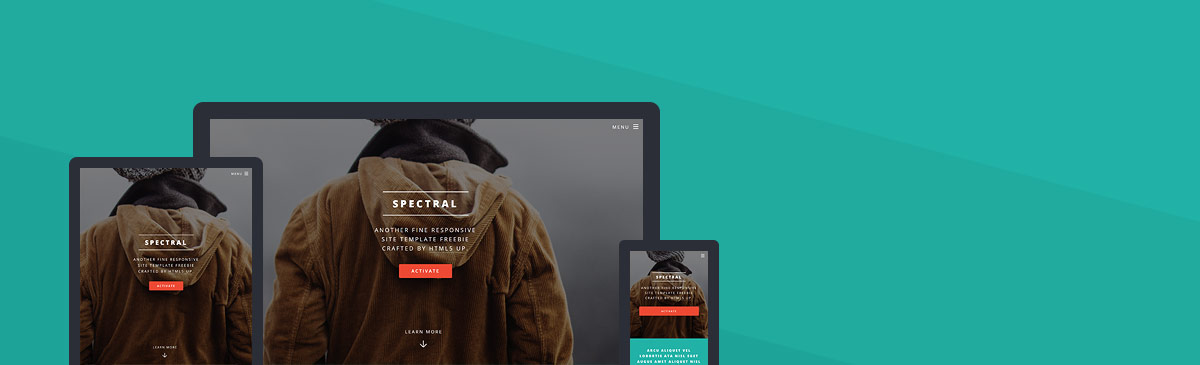 MENU
SPECTRAL
ANOTHER FINE RESPONSIVE
SITE TEMPLATE FREEBIE
CRAFTED BY HTML5 UP.
ACTIVATE
LEARN MORE
MENU
SPECTRAL
ANOTHER FINE RESPONSIVE
SITE TEMPLATE FREEBIE
CRAFTED BY HTML5 UP.
ACTIVATE
LEARN MORE
SPECTRAL
ANOTHER FINE RESPONSIVE
SITE TEMPLATE FREEBIE
CRAFTED BY HTML5 UP.
ACTIVATE
ARCU ALIQUET VEL
LOBORTIS ATA NISL EGET
AUGUE AMET ALIQUET NISL